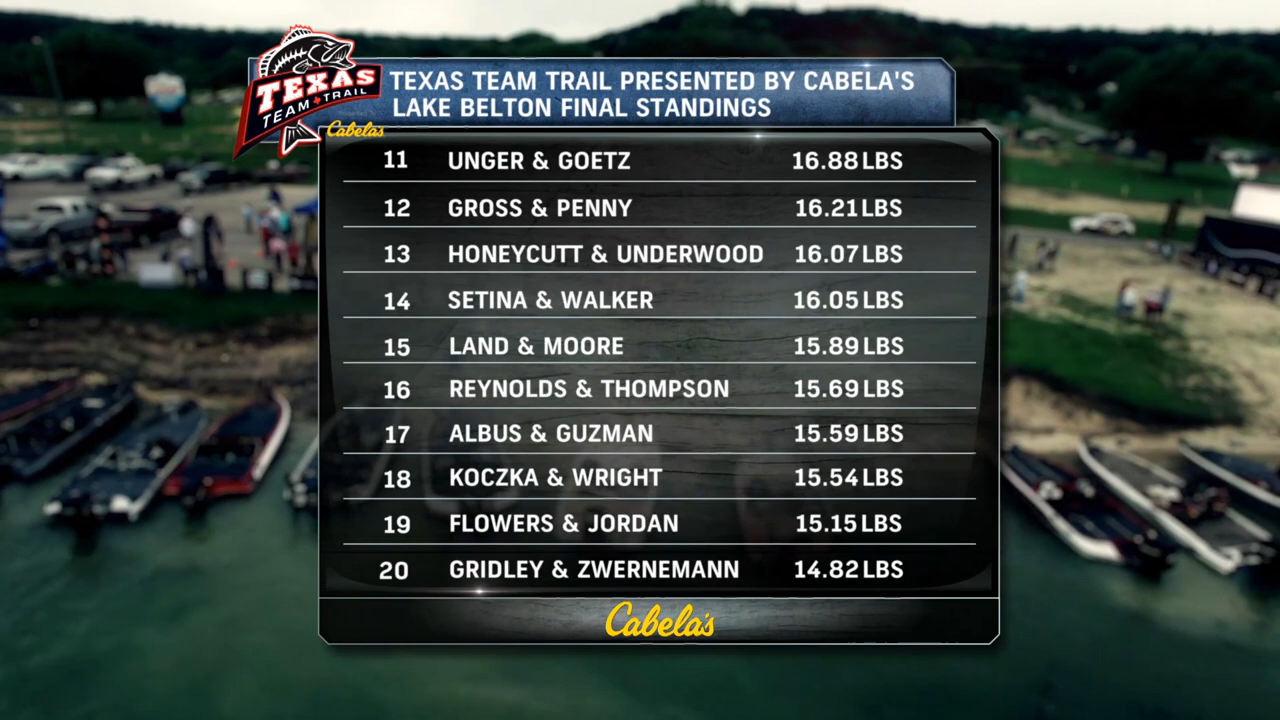 TEXAS
TEAM TRAIL
Cabela's
TEXAS TEAM TRAIL PRESENTED BY CABELA'S
LAKE BELTON FINAL STANDINGS
11 UNGER & GOETZ 16.88 LBS
12 GROSS & PENNY 16.21 LBS
13 HONEYCUTT & UNDERWOOD 16.07 LBS
14 SETINA & WALKER 16.05 LBS
15 LAND & MOORE 15.89 LBS
16 REYNOLDS & THOMPSON 15.69 LBS
17 ALBUS & GUZMAN 15.59 LBS
18 KOCZKA & WRIGHT 15.54 LBS
19 FLOWERS & JORDAN 15.15 LBS
20 GRIDLEY & ZWERNEMANN 14.82 LBS
Cabela's